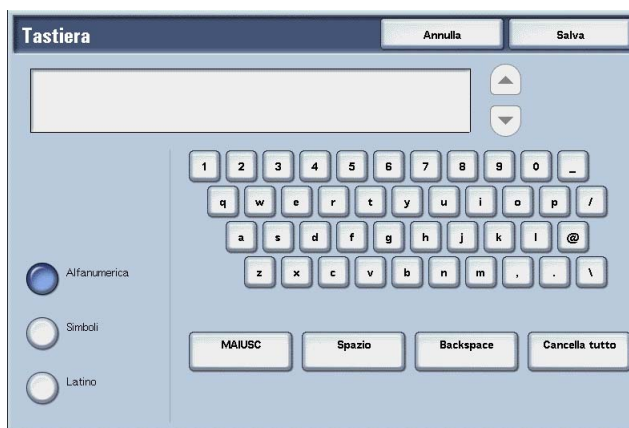 Tastiera Annulla Salva
1 2 3 4 5 6 7 8 9 0 _
q w e r t y u i o p /
a s d f g h j k l @
Alfanumerica z x c v b n m , . \
Simboli
MAIUSC Spazio Backspace Cancella tutto
Latino